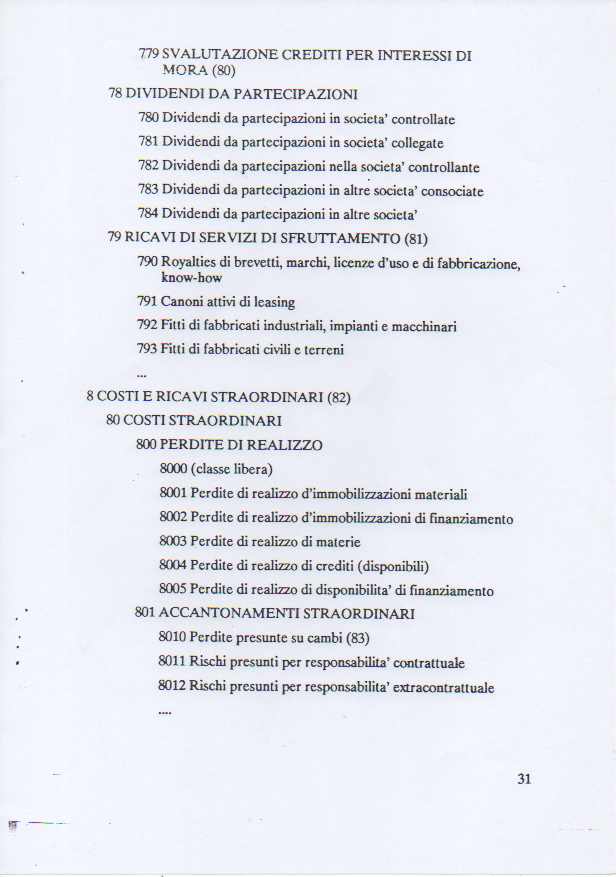 779 SVALUTAZIONE CREDITI PER INTERESSI DI
MORA (80)
78 DIVIDENDI DA PARTECIPAZIONI
780 Dividendi da partecipazioni in societa' controllate
781 Dividendi da partecipazioni in societa' collegate
782 Dividendi da partecipazioni nella societa' controllante
783 Dividendi da partecipazioni in altre societa' consociate
784 Dividendi da partecipazioni in altre societa'
79 RICAVI DI SERVIZI DI SFRUTTAMENTO (81)
790 Royalties di brevetti, marchi, licenze d'uso e di fabbricazione,
know-how
791 Canoni attivi di leasing
792 Fitti di fabbricati industriali, impianti e macchinari
793 Fitti di fabbricati civili e terreni
...
8 COSTI E RICAVI STRAORDINARI (82)
80 COSTI STRAORDINARI
800 PERDITE DI REALIZZO
8000 (classe libera)
8001 Perdite di realizzo d'immobilizzazioni materiali
8002 Perdite di realizzo d'immobilizzazioni di finanziamento
8003 Perdite di realizzo di materie
8004 Perdite di realizzo di crediti (disponibili)
8005 Perdite di realizzo di disponibilita' di finanziamento
801 ACCANTONAMENTI STRAORDINARI
8010 Perdite presunte su cambi (83)
8011 Rischi presunti per responsabilita' contrattuale
8012 Rischi presunti per responsabilita' extracontrattuale
....
31